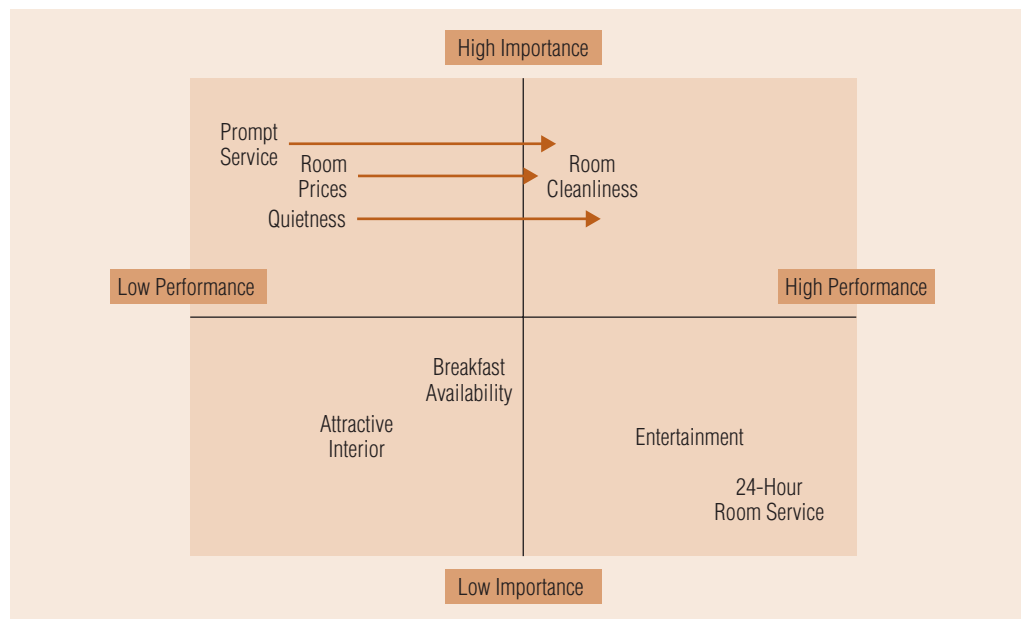 High Importance
Prompt
Service
Room
Prices
Room
Cleanliness
Quietness
Low Performance
High Performance
Breakfast
Availability
Attractive
Interior
Entertainment
24-Hour
Room Service
Low Importance